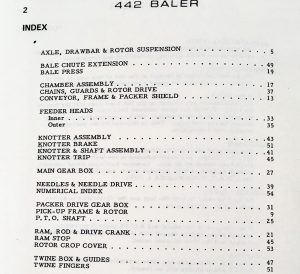 2
442 BALER
INDEX
AXLE, DRAWBAR & ROTOR SUSPENSION 5
BALE CHUTE EXTENSION 49
BALE PRESS 19
CHAMBER ASSEMBLY 17
CHAINS, GUARDS & ROTOR DRIVE 37
CONVEYOR, FRAME & PACKER SHIELD 13
FEEDER HEADS
Inner 33
Outer 35
KNOTTER ASSEMBLY 43
KNOTTER BRAKE 51
KNOTTER & SHAFT ASSEMBLY 41
KNOTTER TRIP 45
MAIN GEAR BOX 27
NEEDLES & NEEDLE DRIVE 39
NUMERICAL INDEX 54
PACKER DRIVE GEAR BOX 31
PICK-UP FRAME & ROTOR 9
P.T.O. SHAFT 25
RAM, ROD & DRIVE CRANK 21
RAM STOP 45
ROTOR CROP COVER 53
TWINE BOX & GUIDES 47
TWINE FINGERS 51